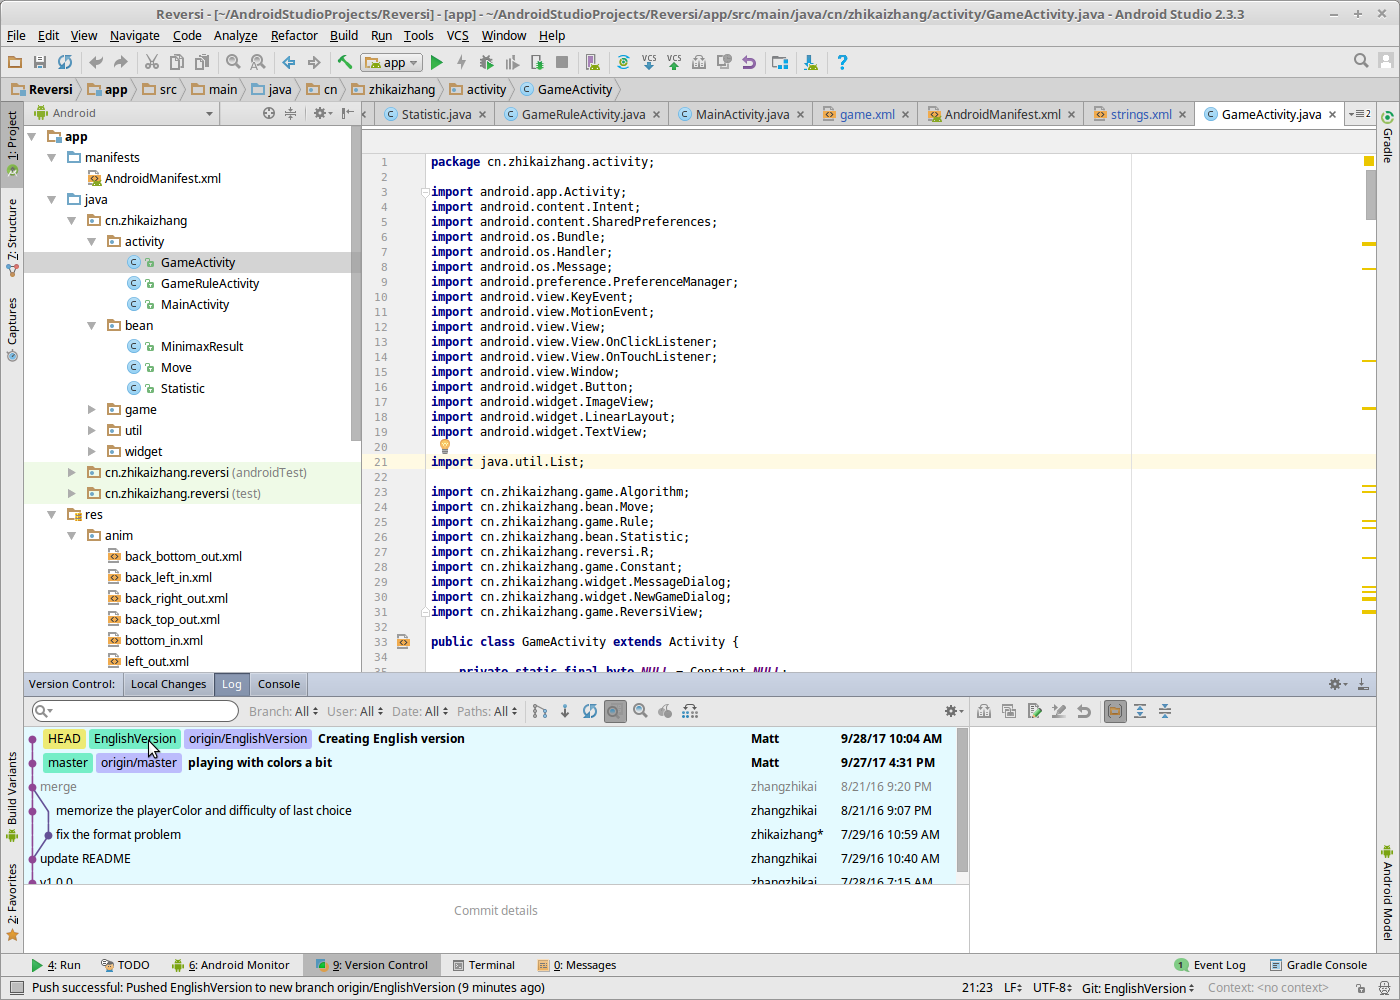 Reversi - [~/AndroidStudioProjects/Reversi] - [app] - ~/AndroidStudioProjects/Reversi/app/src/main/java/cn/zhikaizhang/activity/GameActivity.java - Android Studio 2.3.3
File Edit View Navigate Code Analyze Refactor Build Run Tools VCS Window Help
app VCS VCS ?
Reversi app src main java cn zhikaizhang activity GameActivity
Android
Statistic.java GameRuleActivity.java MainActivity.java game.xml AndroidManifest.xml strings.xml GameActivity.java 2
1: Project
7: Structure
Captures
Build Variants
2: Favorites
app
manifests
AndroidManifest.xml
java
cn.zhikaizhang
activity
GameActivity
GameRuleActivity
MainActivity
bean
MinimaxResult
Move
Statistic
game
util
widget
cn.zhikaizhang.reversi (androidTest)
cn.zhikaizhang.reversi (test)
res
anim
back_bottom_out.xml
back_left_in.xml
back_right_out.xml
back_top_out.xml
bottom_in.xml
left_out.xml
1 package cn.zhikaizhang.activity;
2
3 import android.app.Activity;
4 import android.content.Intent;
5 import android.content.SharedPreferences;
6 import android.os.Bundle;
7 import android.os.Handler;
8 import android.os.Message;
9 import android.preference.PreferenceManager;
10 import android.view.KeyEvent;
11 import android.view.MotionEvent;
12 import android.view.View;
13 import android.view.View.OnClickListener;
14 import android.view.View.OnTouchListener;
15 import android.view.Window;
16 import android.widget.Button;
17 import android.widget.ImageView;
18 import android.widget.LinearLayout;
19 import android.widget.TextView;
20
21 import java.util.List;
22
23 import cn.zhikaizhang.game.Algorithm;
24 import cn.zhikaizhang.bean.Move;
25 import cn.zhikaizhang.game.Rule;
26 import cn.zhikaizhang.bean.Statistic;
27 import cn.zhikaizhang.reversi.R;
28 import cn.zhikaizhang.game.Constant;
29 import cn.zhikaizhang.widget.MessageDialog;
30 import cn.zhikaizhang.widget.NewGameDialog;
31 import cn.zhikaizhang.game.ReversiView;
32
33 public class GameActivity extends Activity {
34
35 private static final byte NULL = Constant.NULL;
Gradle
Android Model
Version Control: Local Changes Log Console
Branch: All User: All Date: All Paths: All
HEAD EnglishVersion origin/EnglishVersion Creating English version Matt 9/28/17 10:04 AM
master origin/master playing with colors a bit Matt 9/27/17 4:31 PM
merge zhangzhikai 8/21/16 9:20 PM
memorize the playerColor and difficulty of last choice zhangzhikai 8/21/16 9:07 PM
fix the format problem zhikaizhang* 7/29/16 10:59 AM
update README zhangzhikai 7/29/16 10:40 AM
v1.0.0 zhangzhikai 7/28/16 7:15 AM
Commit details
4: Run TODO 6: Android Monitor 9: Version Control Terminal 0: Messages 1 Event Log Gradle Console
Push successful: Pushed EnglishVersion to new branch origin/EnglishVersion (9 minutes ago) 21:23 LF UTF-8 Git: EnglishVersion Context: <no context>